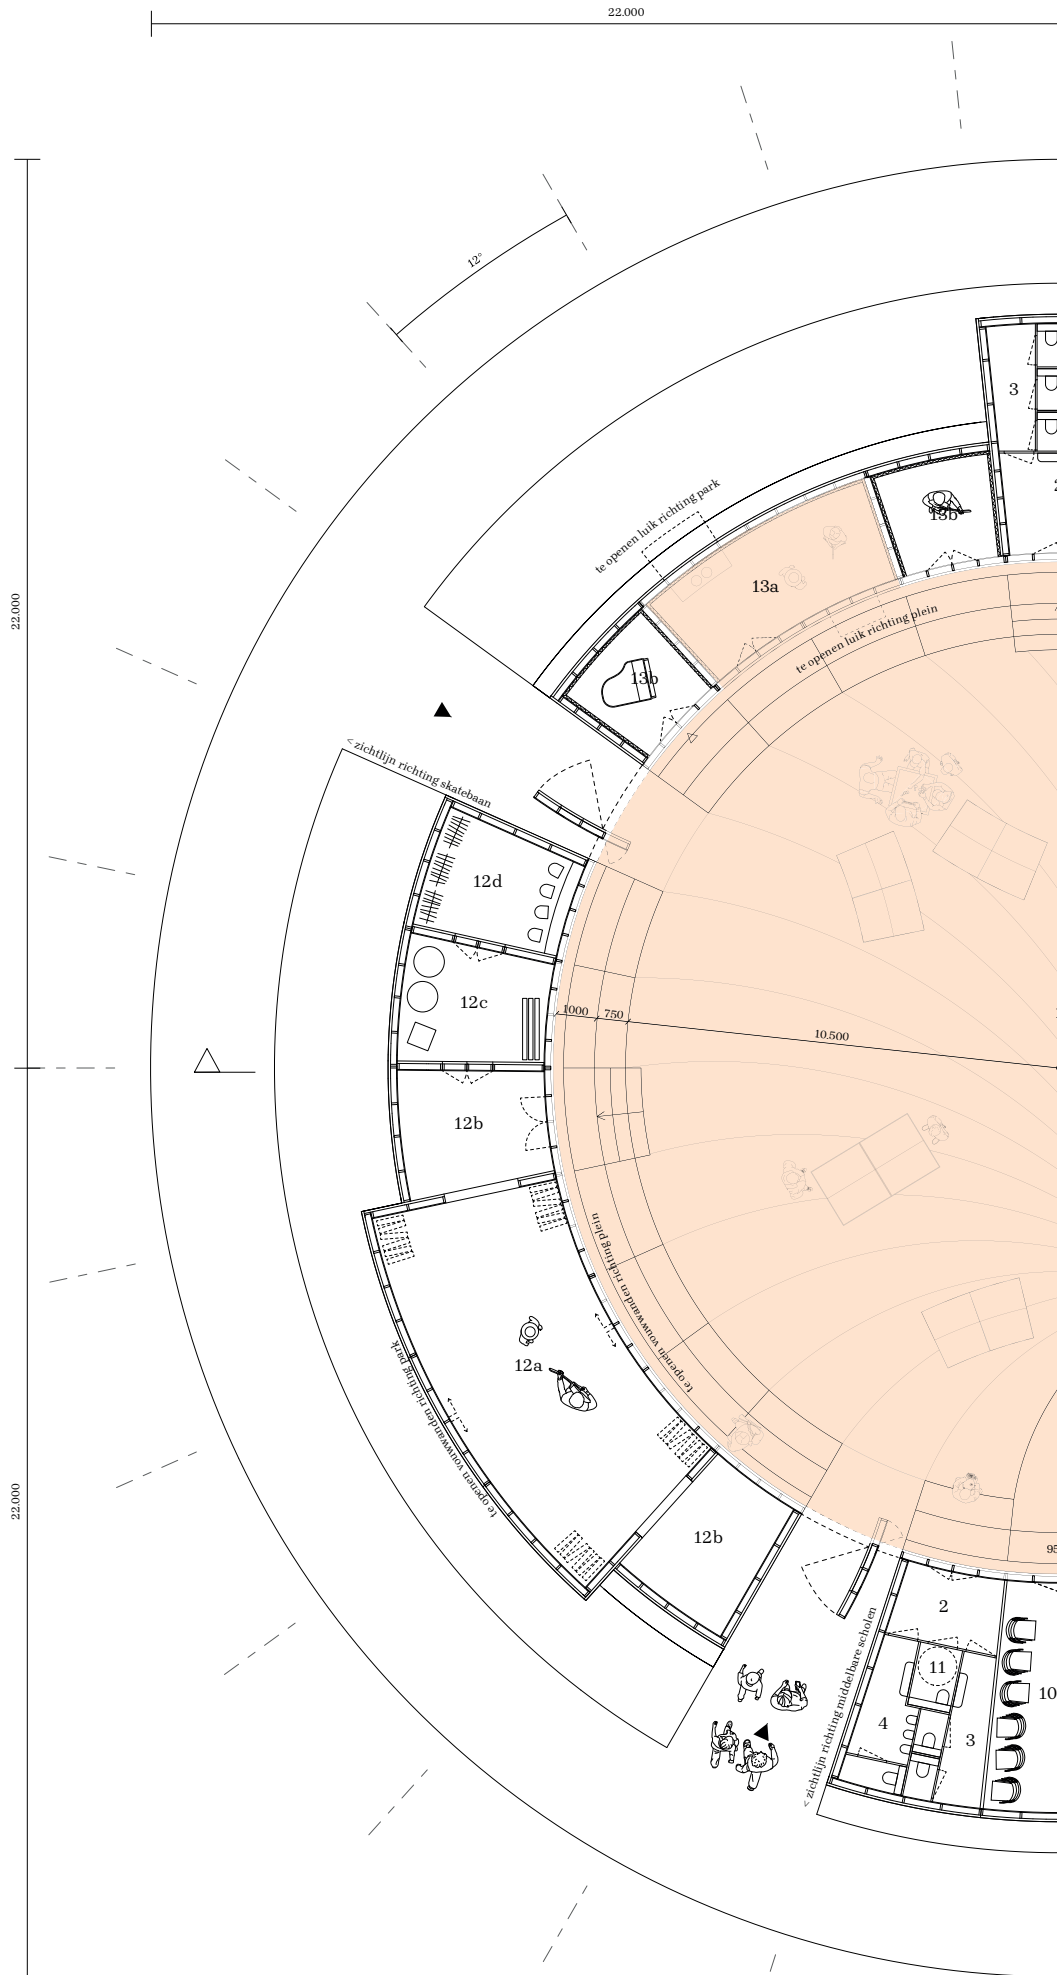 22.000
12°
3
te openen luik richting park
13b
13a
22.000
te openen luik richting plein
13b
< zichtlijn richting skatebaan
12d
12c
1000
750
10.500
12b
te openen vouwwanden richting plein
12a
te openen vouwwanden richting park
22.000
12b
2
11
10
4
3
< zichtlijn richting middelbare scholen